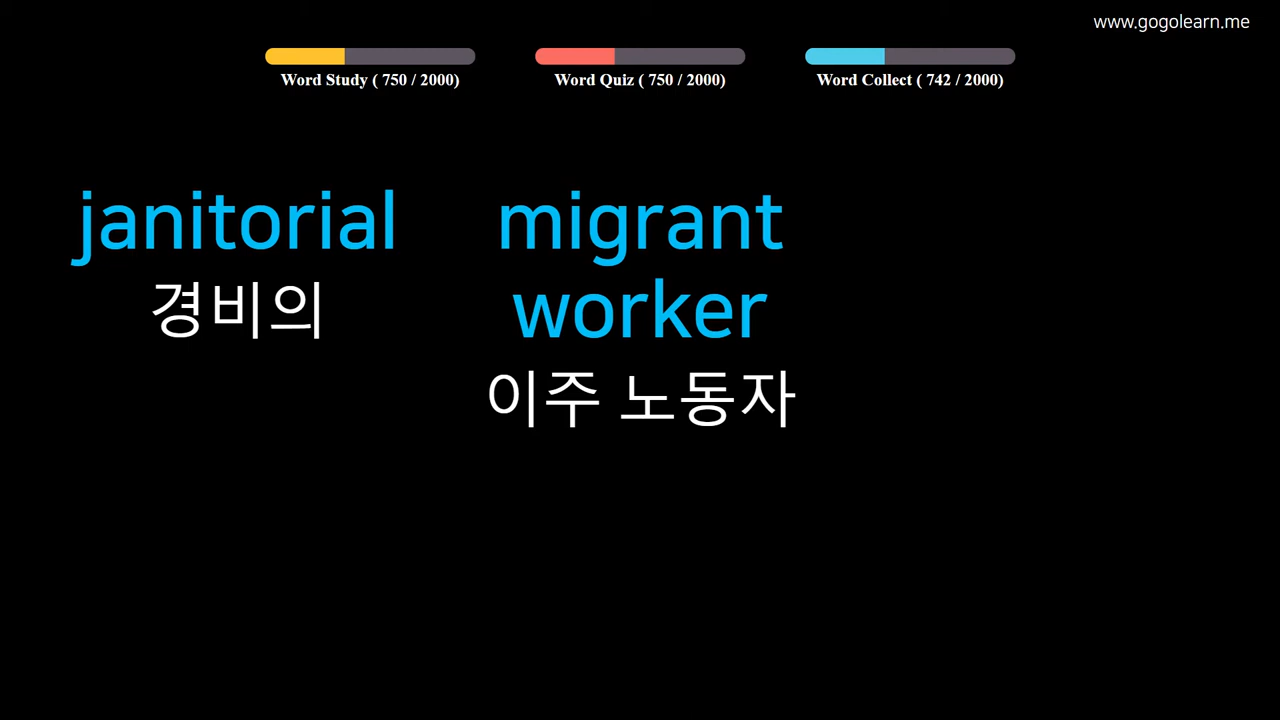 www.gogolearn.me
Word Study ( 750 / 2000)
Word Quiz ( 750 / 2000)
Word Collect ( 742 / 2000)
janitorial
경비의
migrant
worker
이주 노동자